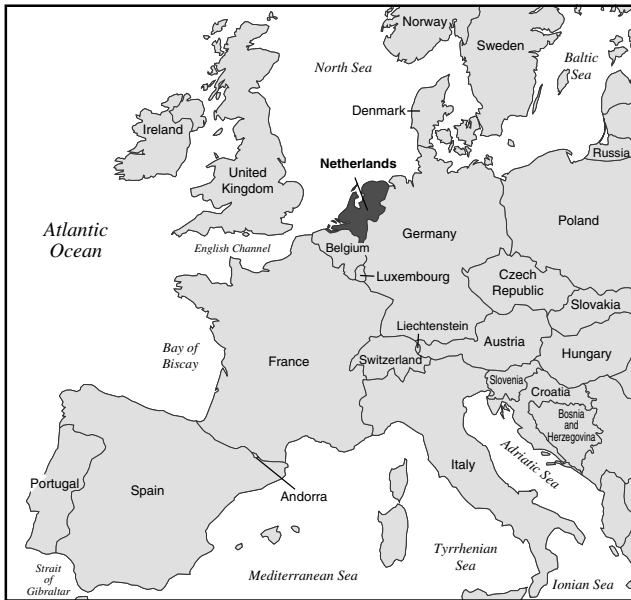 Norway
Sweden
North Sea
Baltic
Sea
Denmark
Ireland
Russia
Netherlands
United
Kingdom
Atlantic
Ocean
Poland
Germany
English Channel
Belgium
Luxembourg
Czech
Republic
Slovakia
Liechtenstein
Austria
Bay of
Biscay
France
Switzerland
Hungary
Slovenia
Croatia
Bosnia
and
Herzegovina
Adriatic Sea
Italy
Portugal
Spain
Andorra
Tyrrhenian
Sea
Strait
of
Gibraltar
Mediterranean Sea
Ionian Sea